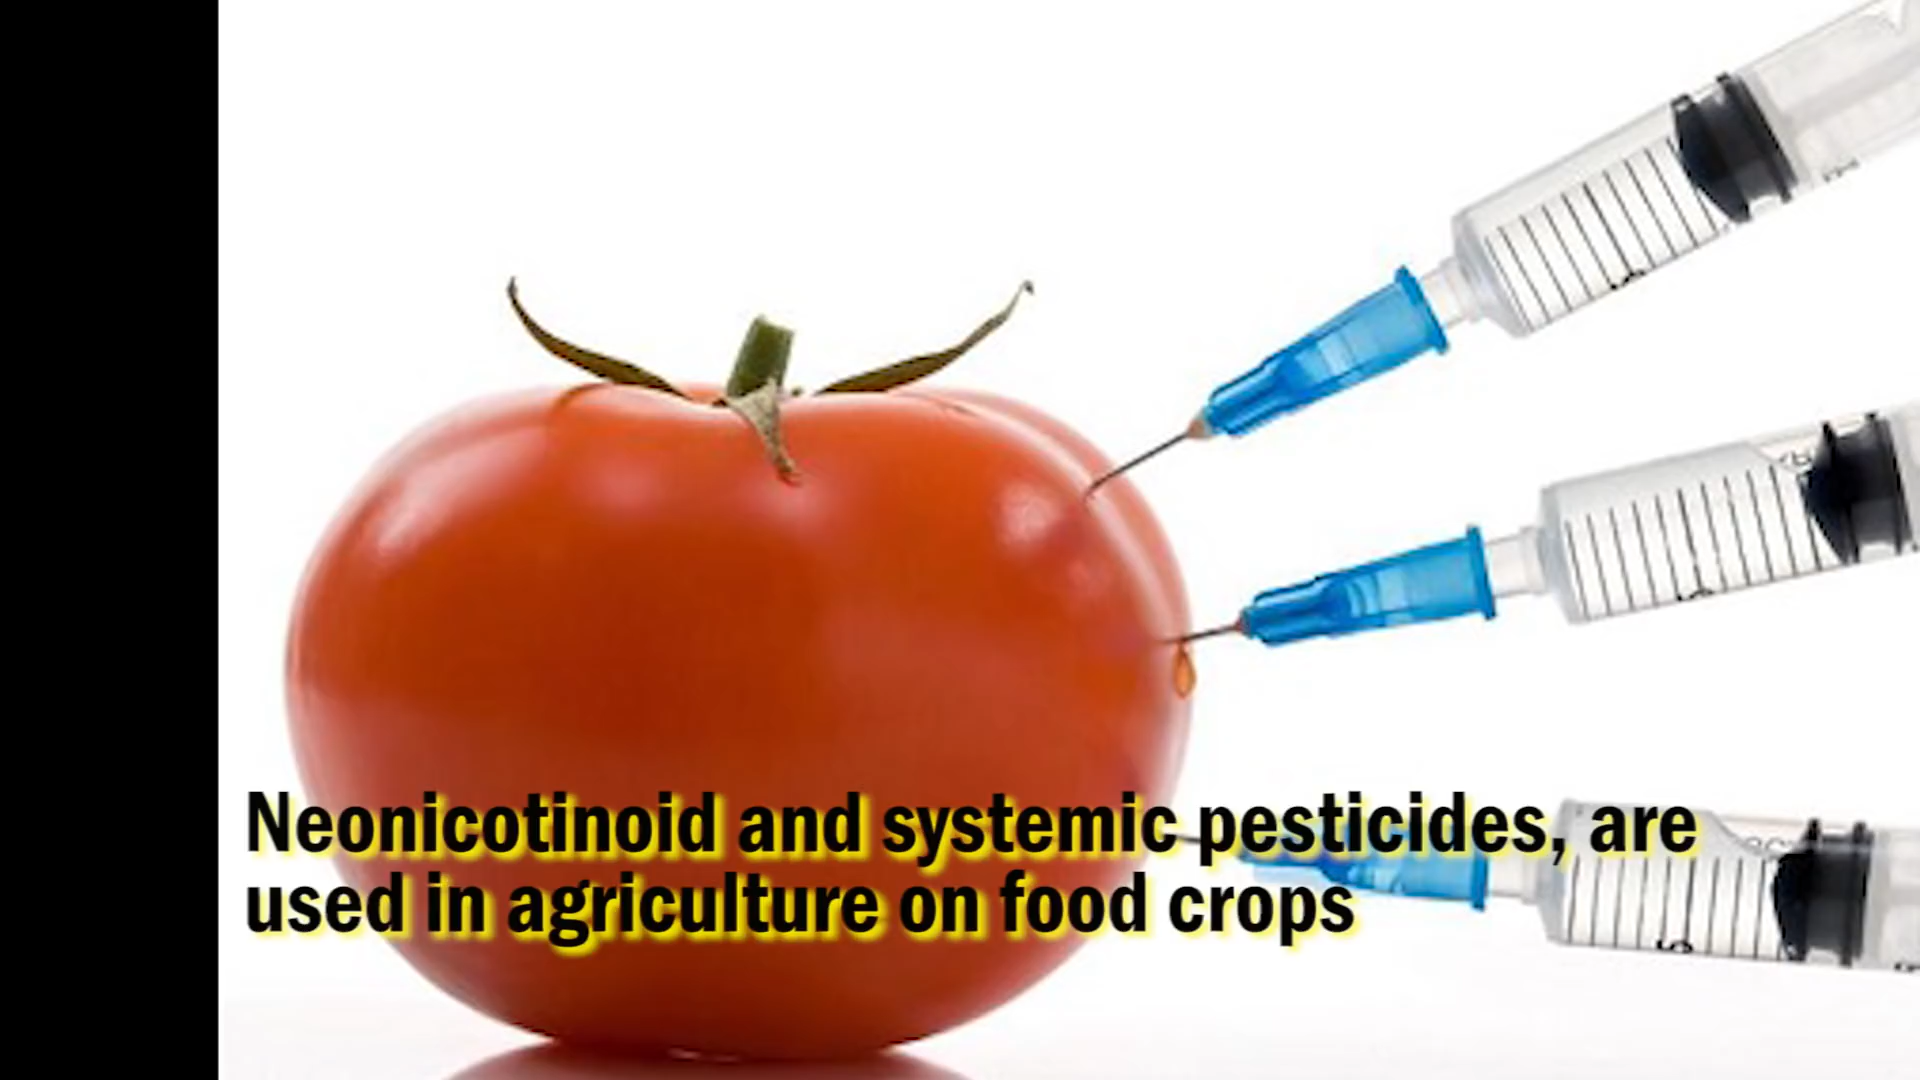 Neonicotinoid and systemic pesticides, are
used in agriculture on food crops